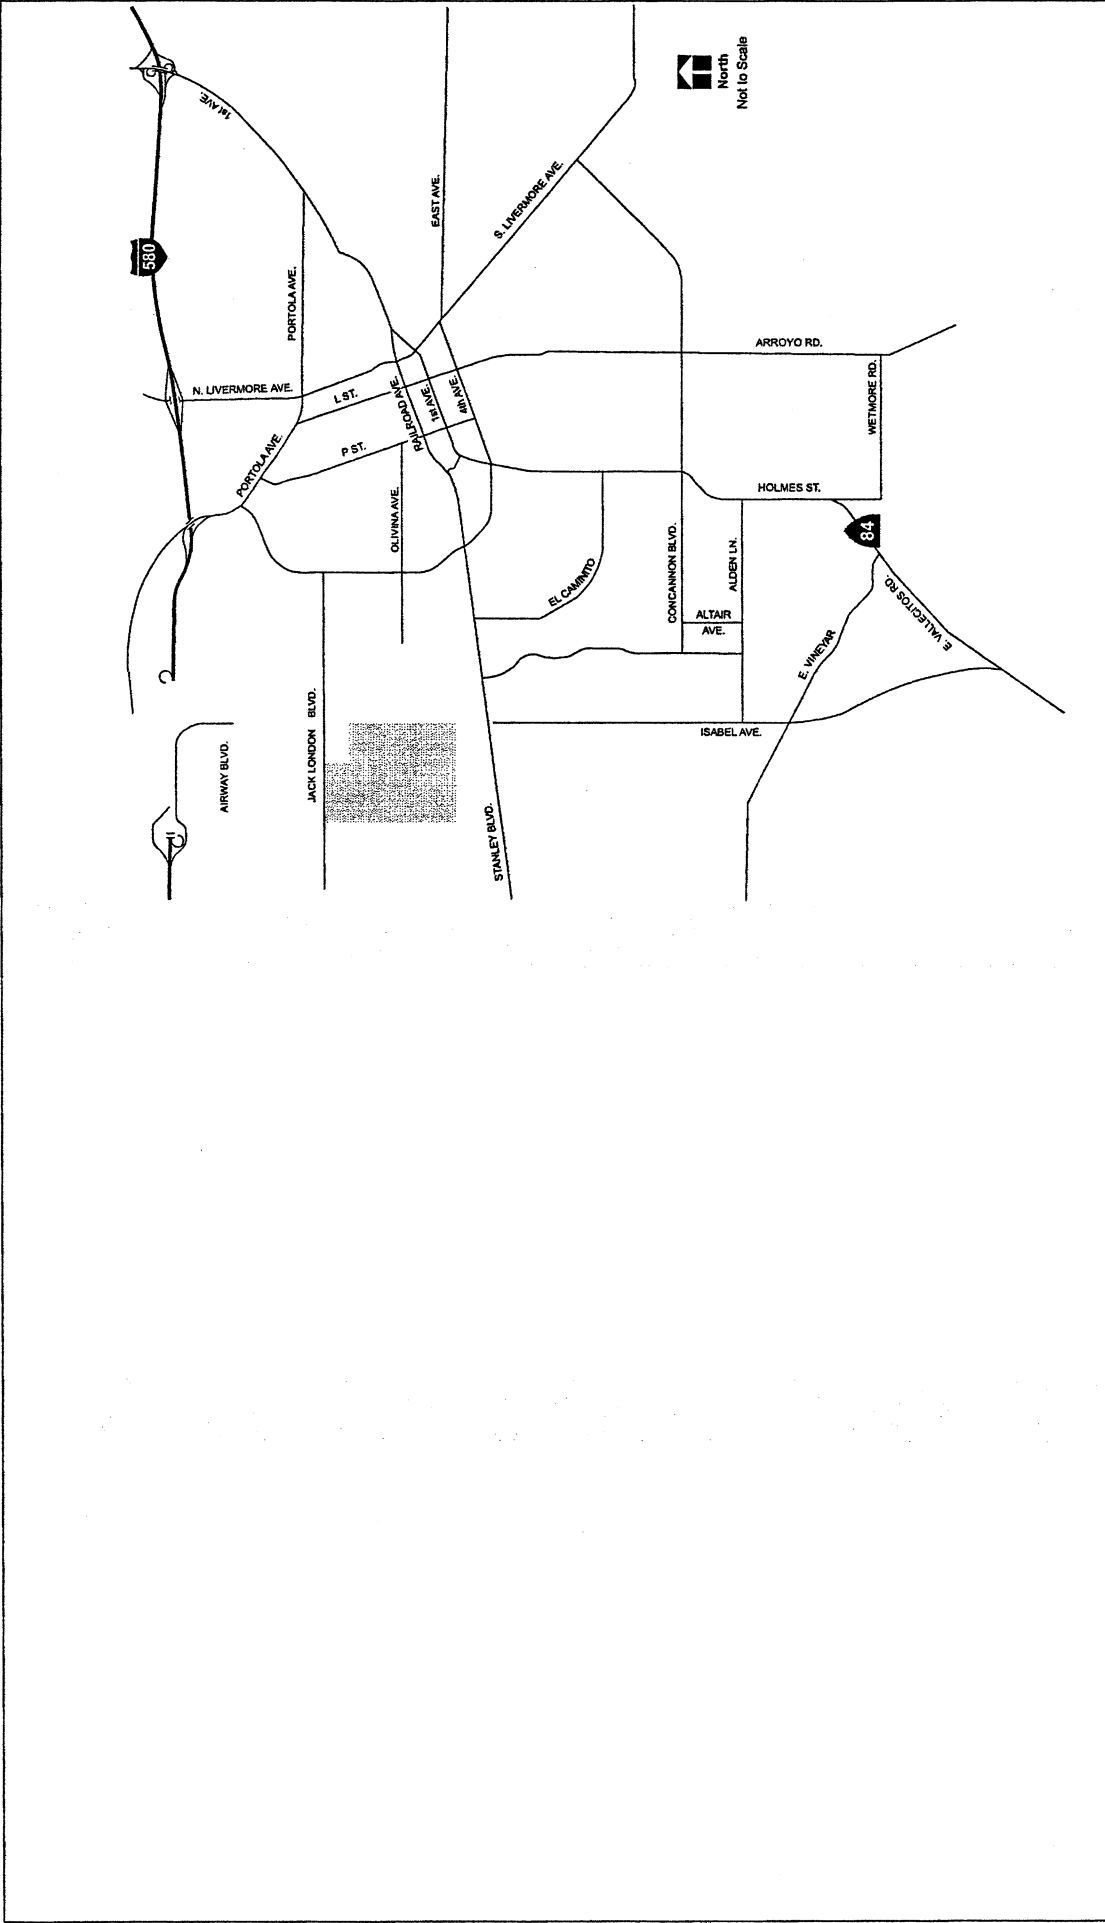 1st AVE.
580
PORTOLA AVE.
EAST AVE.
S. LIVERMORE AVE.
North
Not to Scale
N. LIVERMORE AVE.
L ST.
RAILROAD AVE.
1st AVE.
4th AVE.
ARROYO RD.
WETMORE RD.
PORTOLA AVE.
P ST.
OLIVINA AVE.
HOLMES ST.
84
EL CAMINITO
CONCANNON BLVD.
ALDEN LN.
ALTAIR
AVE.
E. VINEYAR
E. VALLECITOS RD.
ISABEL AVE.
AIRWAY BLVD.
JACK LONDON BLVD.
STANLEY BLVD.